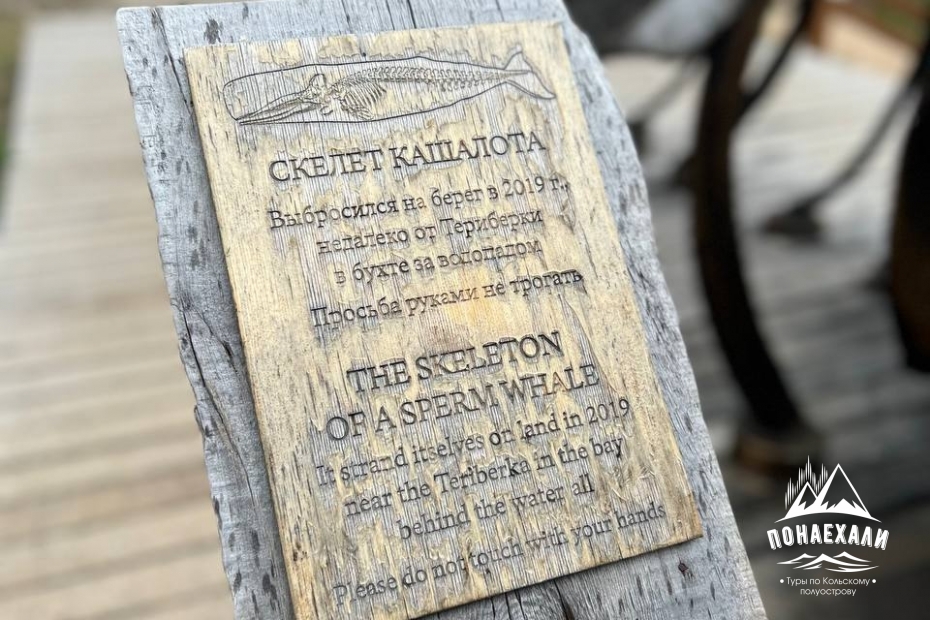 СКЕЛЕТ КАШАЛОТА
Выбросился на берег в 2019 г.,
недалеко от Териберки
в бухте за водопадом
Просьба руками не трогать
THE SKELETON
OF A SPERM WHALE
It strand itselves on land in 2019
near the Teriberka in the bay
behind the water all
Please do not touch with your hands
ПОНАЕХАЛИ
• Туры по Кольскому •
полуострову